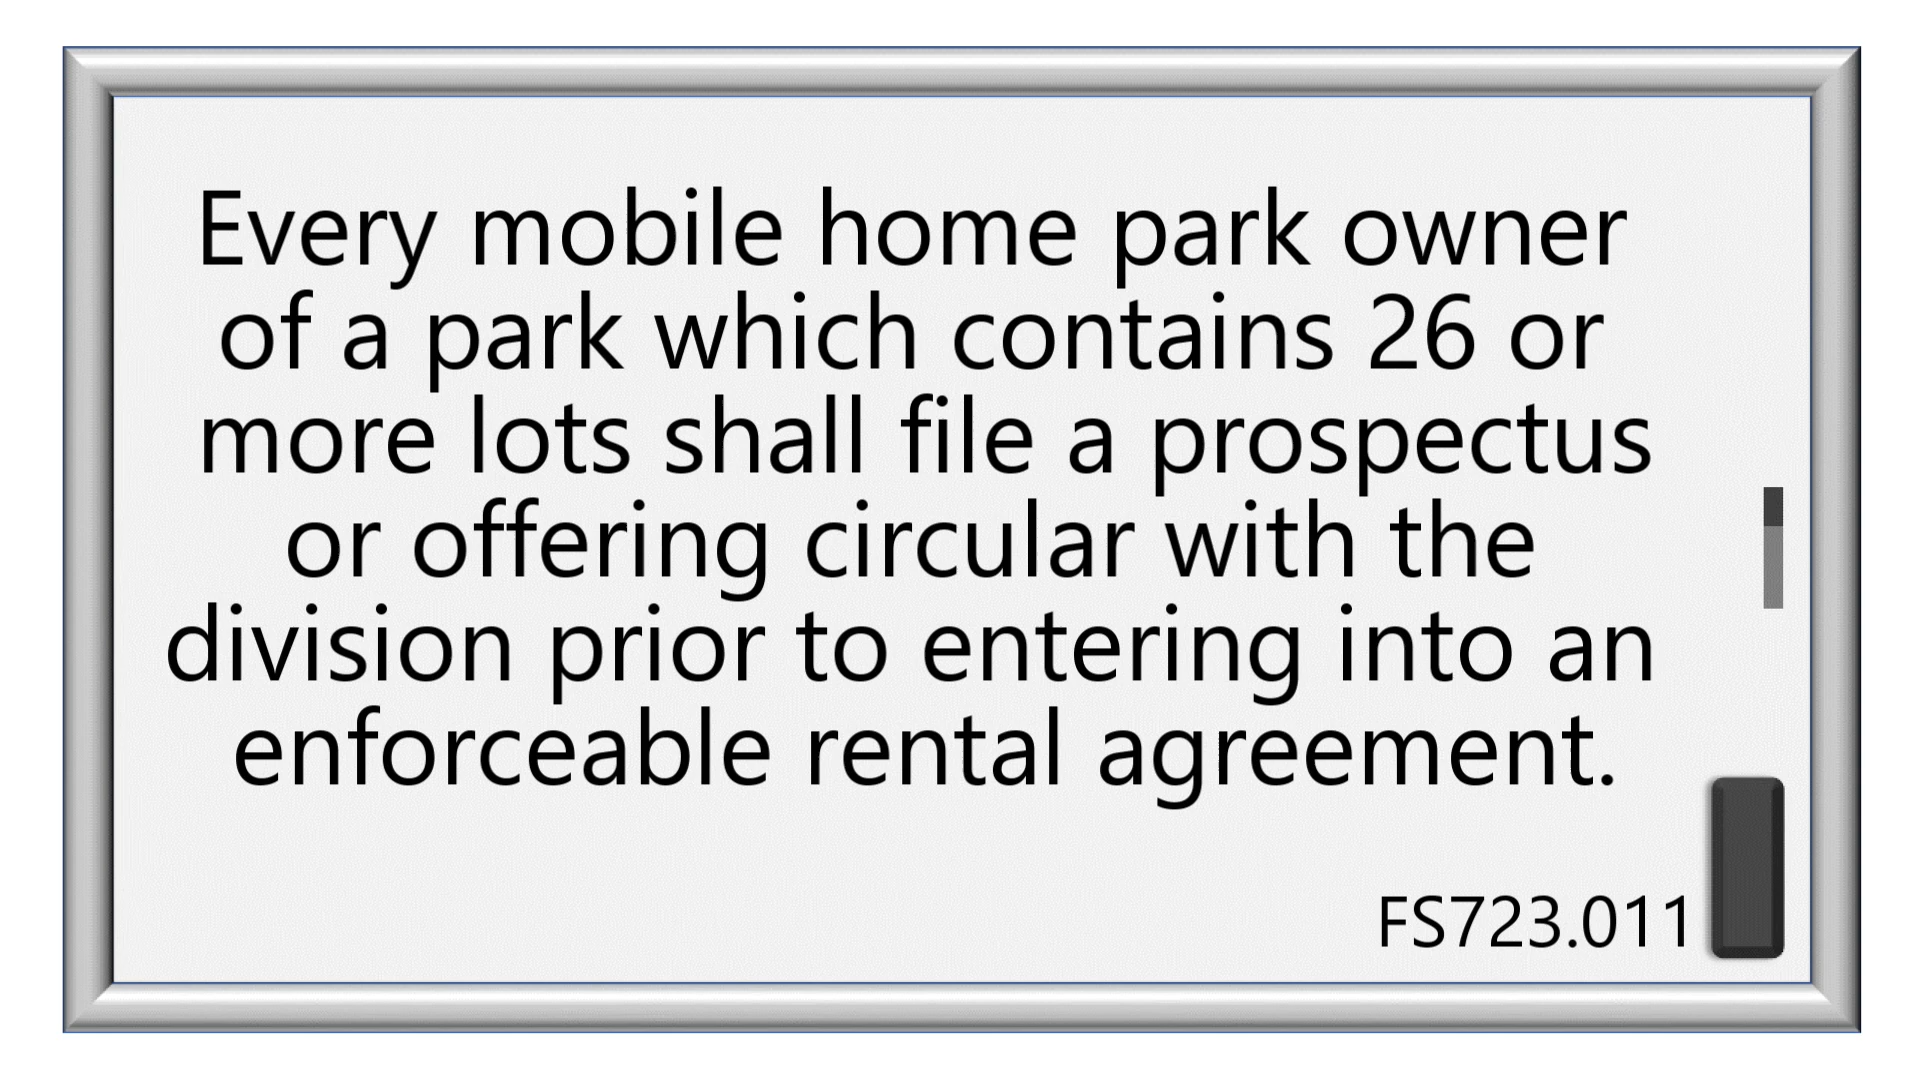 Every mobile home park owner
of a park which contains 26 or
more lots shall file a prospectus
or offering circular with the
division prior to entering into an
enforceable rental agreement.
FS723.011